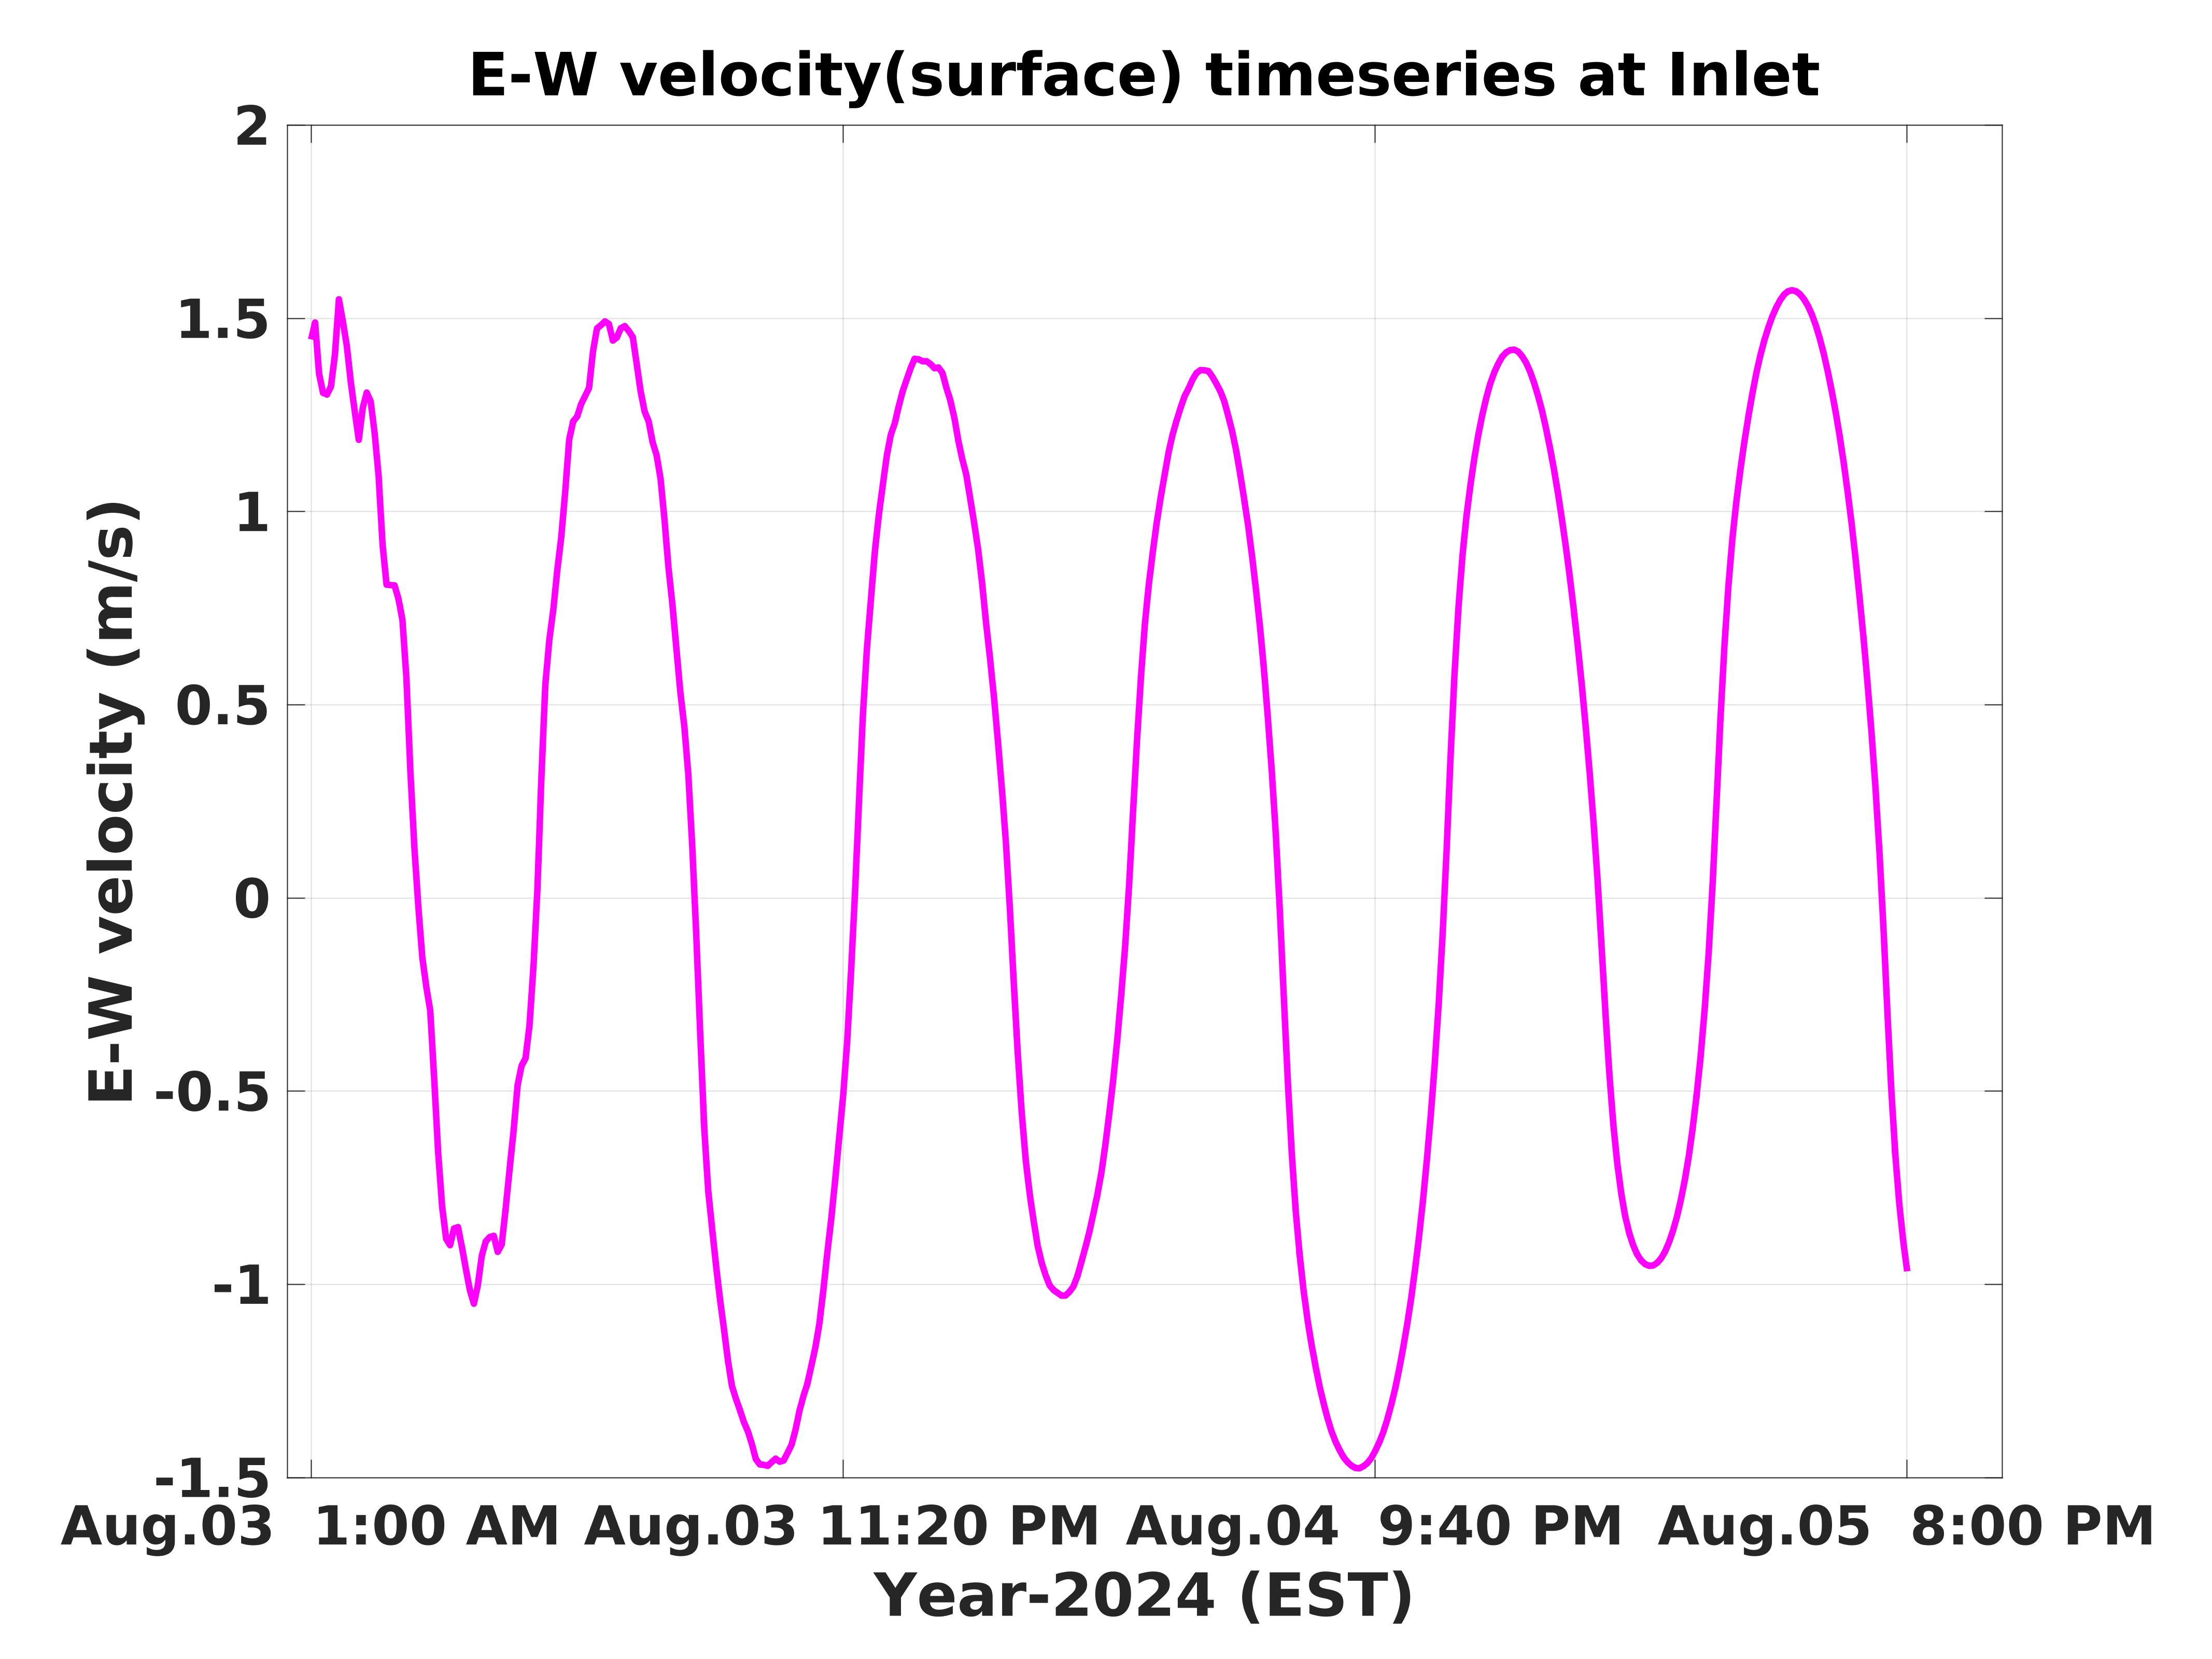 E-W velocity(surface) timeseries at Inlet
E-W velocity (m/s)
2
1.5
1
0.5
0
-0.5
-1
-1.5
Aug.03 1:00 AM Aug.03 11:20 PM Aug.04 9:40 PM Aug.05 8:00 PM
Year-2024 (EST)